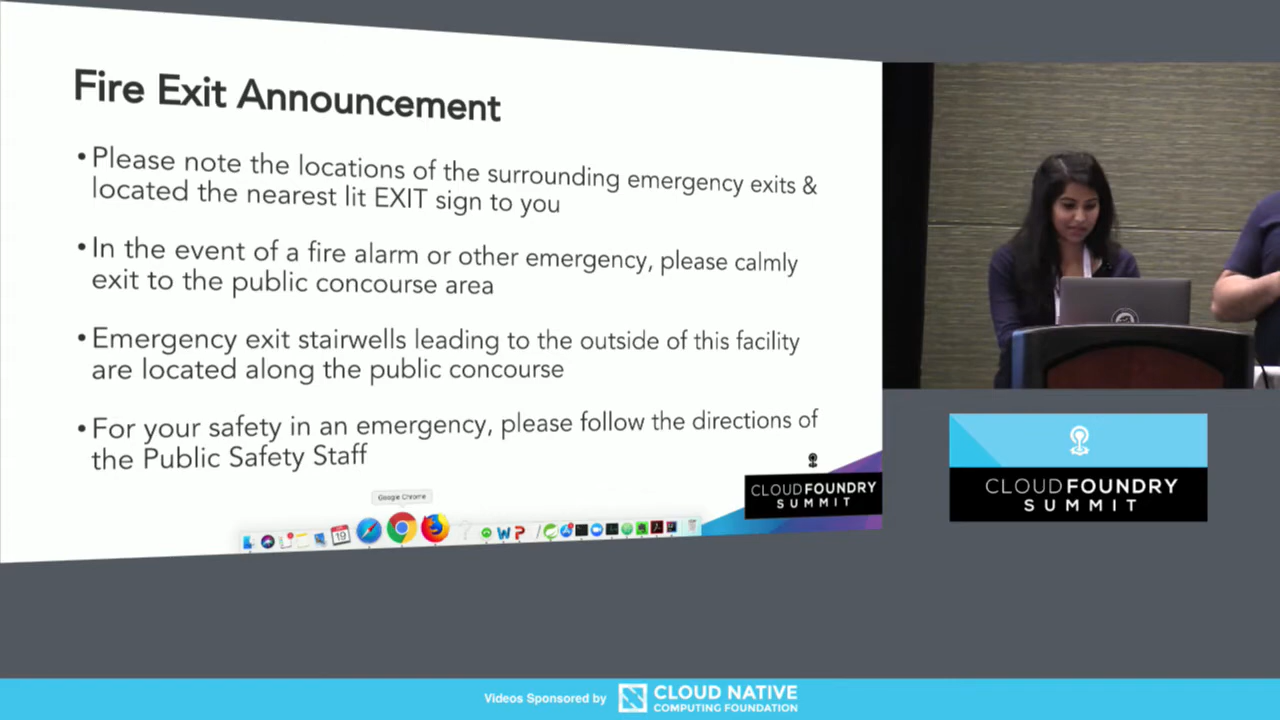 Fire Exit Announcement
• Please note the locations of the surrounding emergency exits &
located the nearest lit EXIT sign to you
• In the event of a fire alarm or other emergency, please calmly
exit to the public concourse area
• Emergency exit stairwells leading to the outside of this facility
are located along the public concourse
• For your safety in an emergency, please follow the directions of
the Public Safety Staff
Google Chrome
19
CLOUDFOUNDRY
SUMMIT
CLOUDFOUNDRY
SUMMIT
Videos Sponsored by
CLOUD NATIVE
COMPUTING FOUNDATION